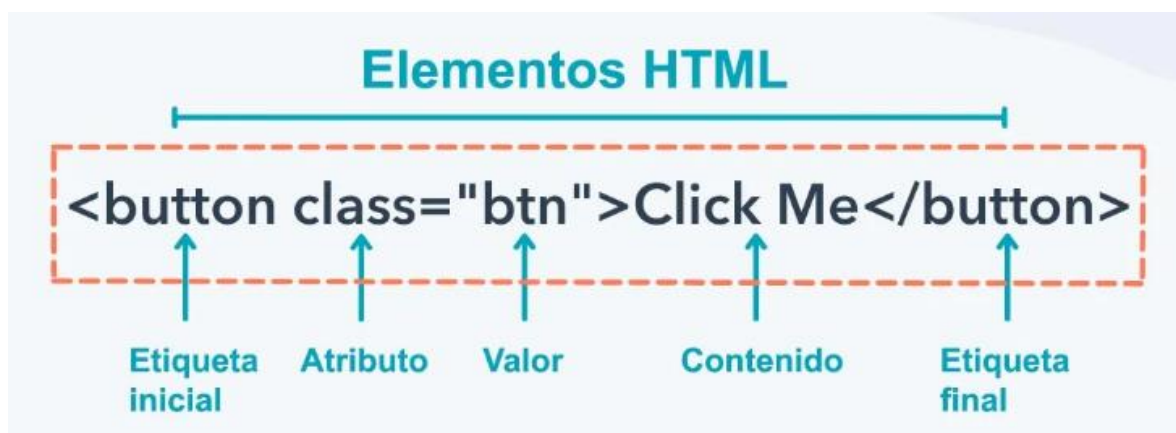 Elementos HTML
<button class="btn">Click Me</button>
Etiqueta inicial
Atributo
Valor
Contenido
Etiqueta final